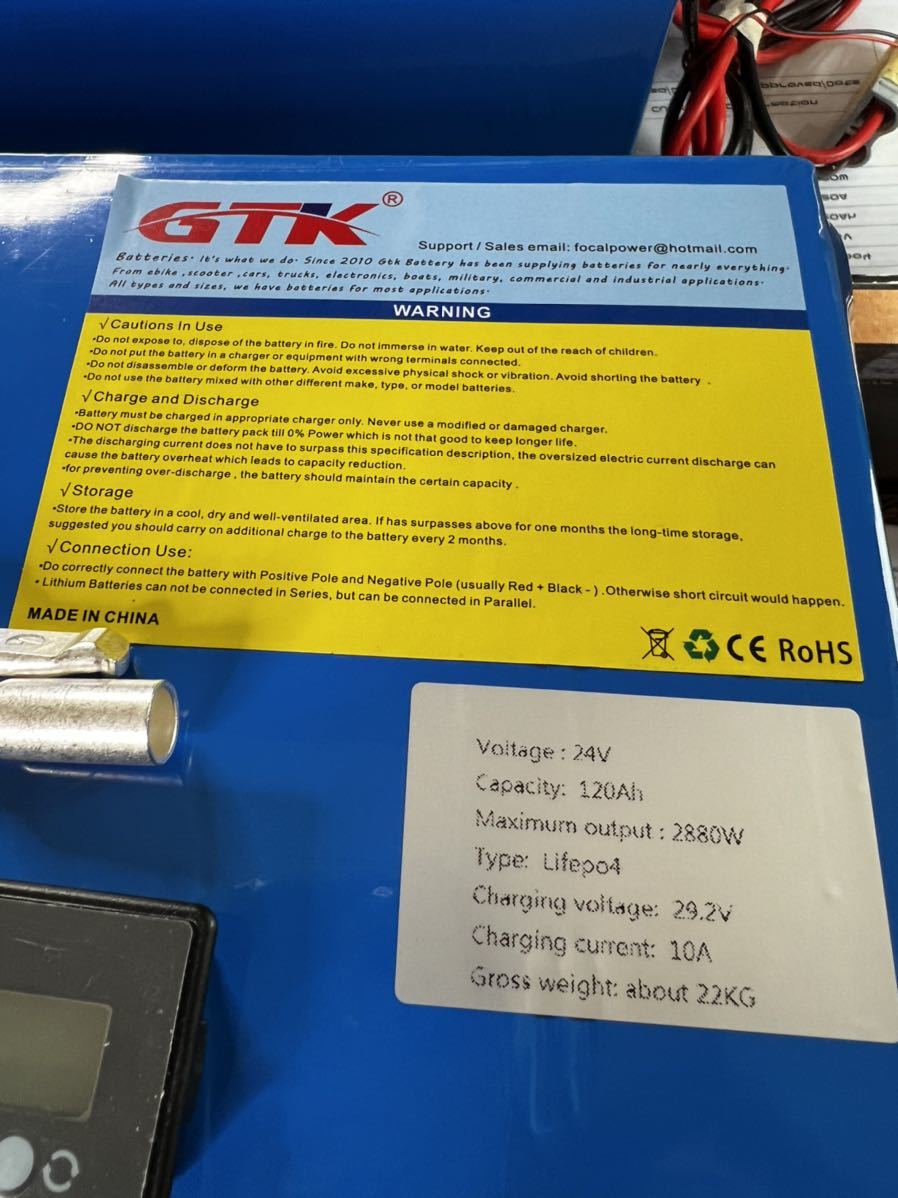 GTK®
Support / Sales email: focalpower@hotmail.com
Batteries. It's what we do. Since 2010 Gtk Battery has been supplying batteries for nearly everything.
From ebike ,scooter ,cars, trucks, electronics, boats, military, commercial and industrial applications.
All types and sizes, we have batteries for most applications.
WARNING
√Cautions In Use
•Do not expose to, dispose of the battery in fire. Do not immerse in water. Keep out of the reach of children.
•Do not put the battery in a charger or equipment with wrong terminals connected.
•Do not disassemble or deform the battery. Avoid excessive physical shock or vibration. Avoid shorting the battery .
•Do not use the battery mixed with other different make, type, or model batteries.
√Charge and Discharge
•Battery must be charged in appropriate charger only. Never use a modified or damaged charger.
•DO NOT discharge the battery pack till 0% Power which is not that good to keep longer life.
•The discharging current does not have to surpass this specification description, the oversized electric current discharge can
cause the battery overheat which leads to capacity reduction.
•for preventing over-discharge , the battery should maintain the certain capacity .
√Storage
•Store the battery in a cool, dry and well-ventilated area. If has surpasses above for one months the long-time storage,
suggested you should carry on additional charge to the battery every 2 months.
√Connection Use:
•Do correctly connect the battery with Positive Pole and Negative Pole (usually Red + Black - ) .Otherwise short circuit would happen.
• Lithium Batteries can not be connected in Series, but can be connected in Parallel.
MADE IN CHINA
CE RoHS
Voltage : 24V
Capacity: 120Ah
Maximum output : 2880W
Type: Lifepo4
Charging voltage: 29.2V
Charging current: 10A
Gross weight: about 22KG